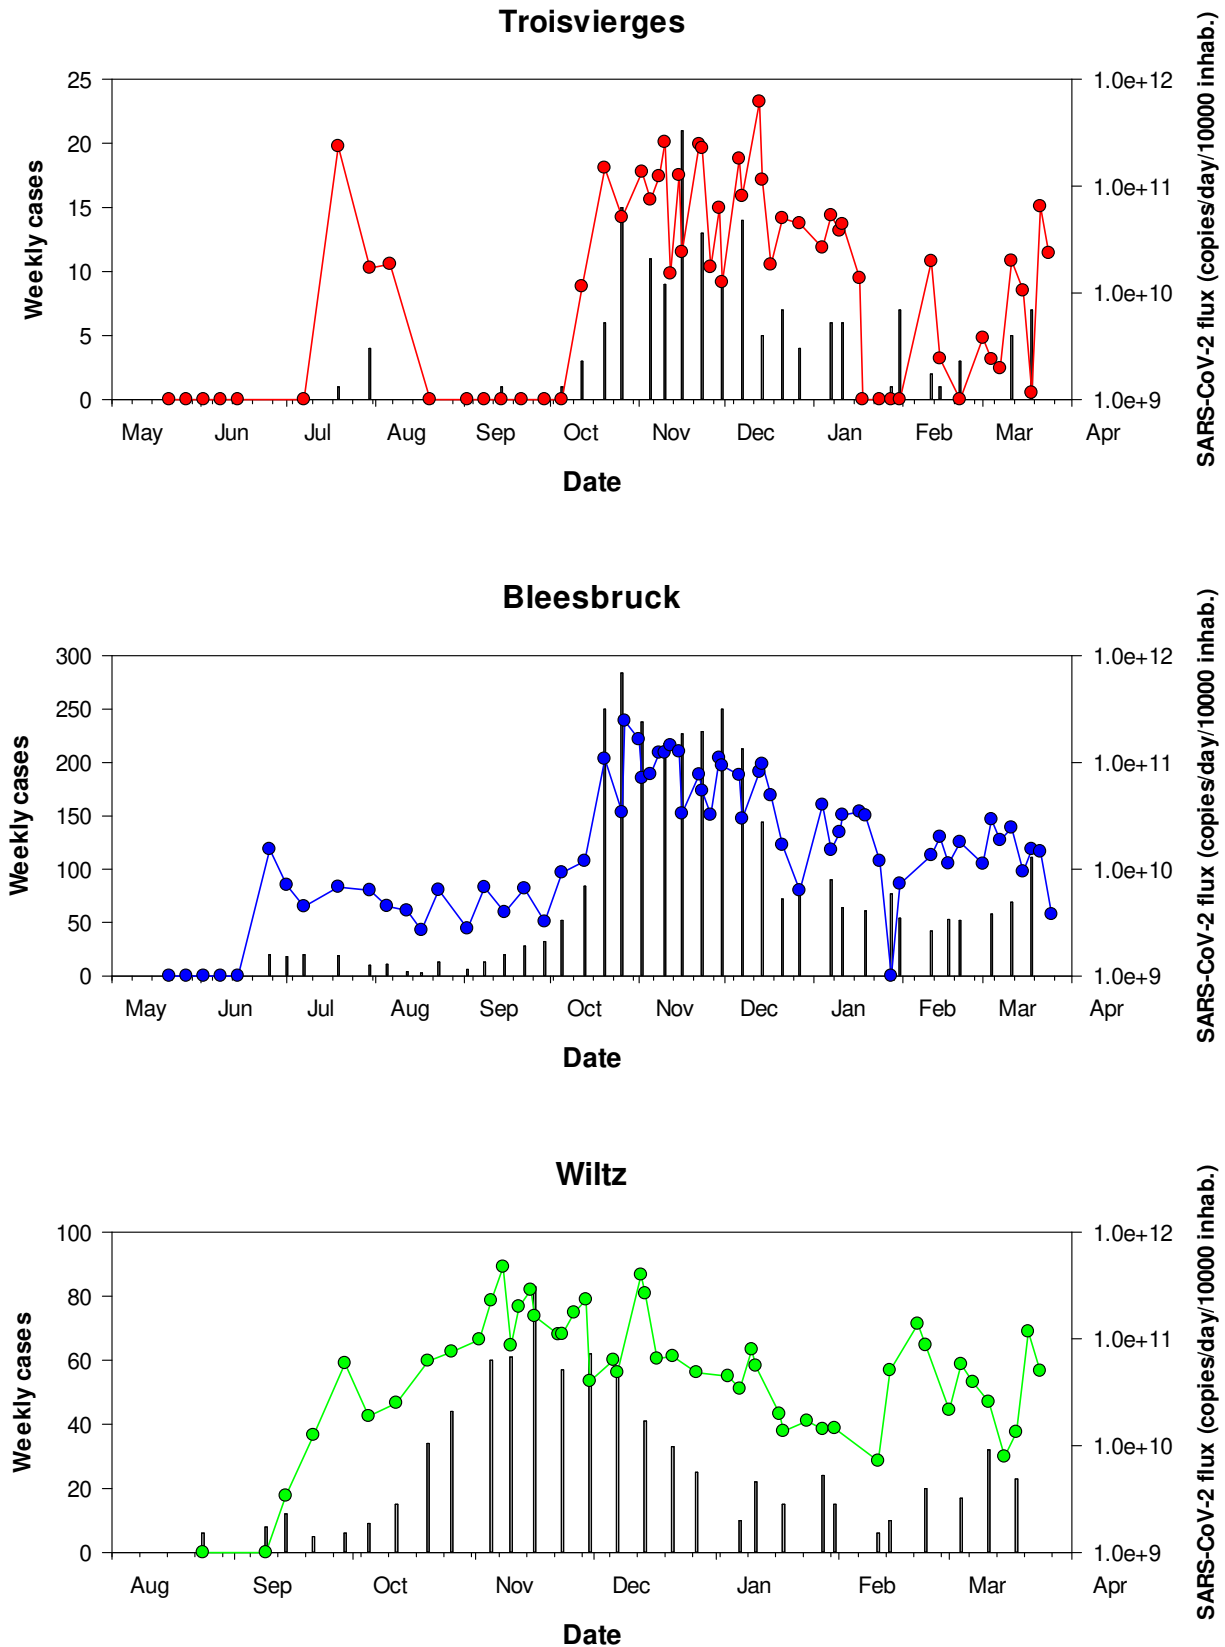 Troisvierges
25 1.0e+12
20
1.0e+11
15
10 1.0e+10
5
0 1.0e+9
Weekly cases
SARS-CoV-2 flux (copies/day/10000 inhab.)
May Jun Jul Aug Sep Oct Nov Dec Jan Feb Mar Apr
Date
Bleesbruck
300 1.0e+12
250
200 1.0e+11
150
100 1.0e+10
50
0 1.0e+9
Weekly cases
SARS-CoV-2 flux (copies/day/10000 inhab.)
May Jun Jul Aug Sep Oct Nov Dec Jan Feb Mar Apr
Date
Wiltz
100 1.0e+12
80
1.0e+11
60
40
1.0e+10
20
0 1.0e+9
Weekly cases
SARS-CoV-2 flux (copies/day/10000 inhab.)
Aug Sep Oct Nov Dec Jan Feb Mar Apr
Date